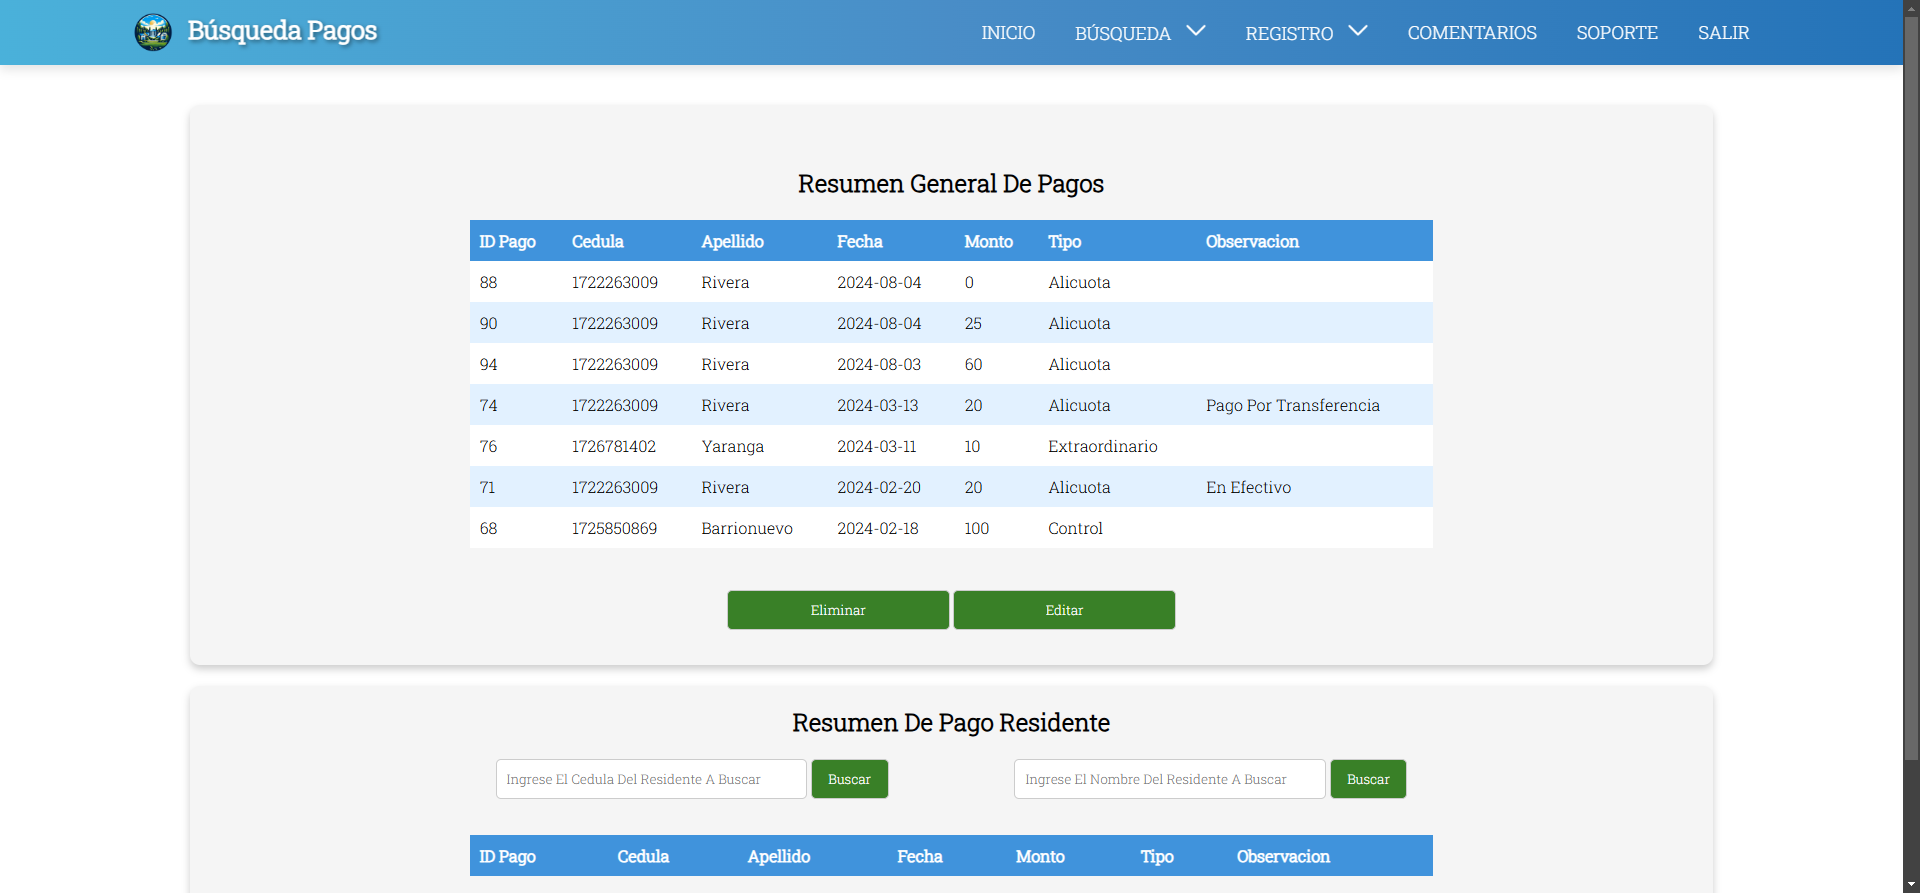 Búsqueda Pagos
INICIO BÚSQUEDA REGISTRO COMENTARIOS SOPORTE SALIR
Resumen General De Pagos
ID Pago Cedula Apellido Fecha Monto Tipo Observacion
88 1722263009 Rivera 2024-08-04 0 Alicuota
90 1722263009 Rivera 2024-08-04 25 Alicuota
94 1722263009 Rivera 2024-08-03 60 Alicuota
74 1722263009 Rivera 2024-03-13 20 Alicuota Pago Por Transferencia
76 1726781402 Yaranga 2024-03-11 10 Extraordinario
71 1722263009 Rivera 2024-02-20 20 Alicuota En Efectivo
68 1725850869 Barrionuevo 2024-02-18 100 Control
Eliminar Editar
Resumen De Pago Residente
Ingrese El Cedula Del Residente A Buscar Buscar Ingrese El Nombre Del Residente A Buscar Buscar
ID Pago Cedula Apellido Fecha Monto Tipo Observacion